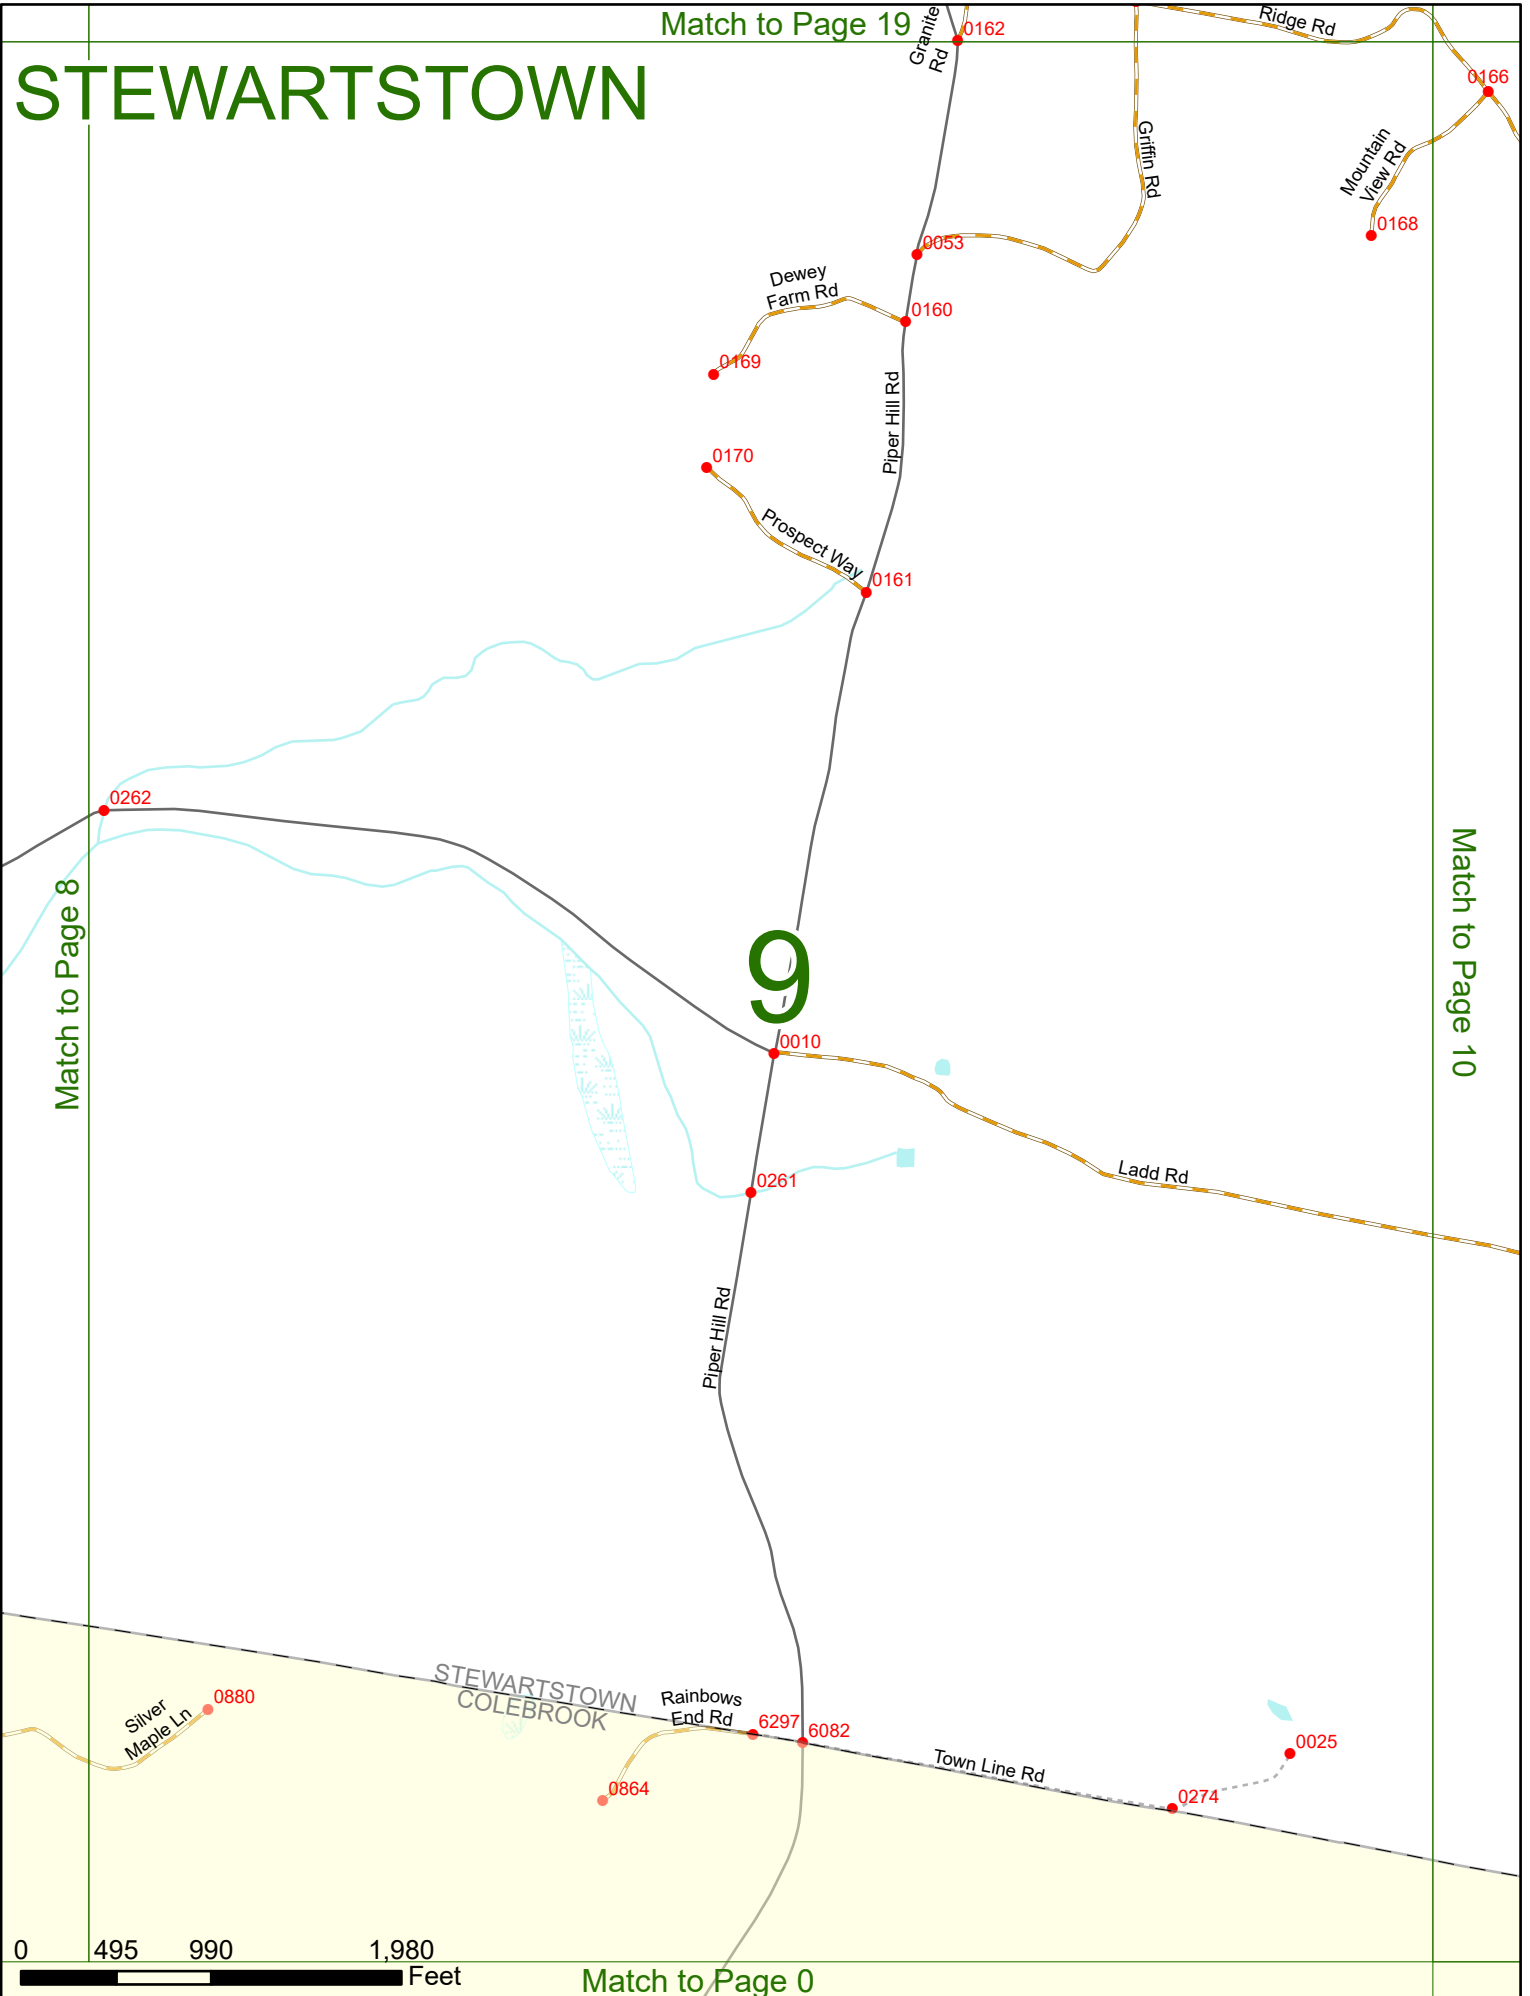 Match to Page 19
Granite
Rd
0162
Ridge Rd
STEWARTSTOWN
0166
Griffin Rd
Mountain
View Rd
0168
0053
Dewey
Farm Rd
0160
0169
Piper Hill Rd
0170
Prospect Way
0161
0262
Match to Page 8
Match to Page 10
9
0010
Ladd Rd
0261
Piper Hill Rd
STEWARTSTOWN
COLEBROOK
0880
Silver
Maple Ln
Rainbows
End Rd
6297
6082
Town Line Rd
0025
0864
0274
0 495 990 1,980
Feet
Match to Page 0